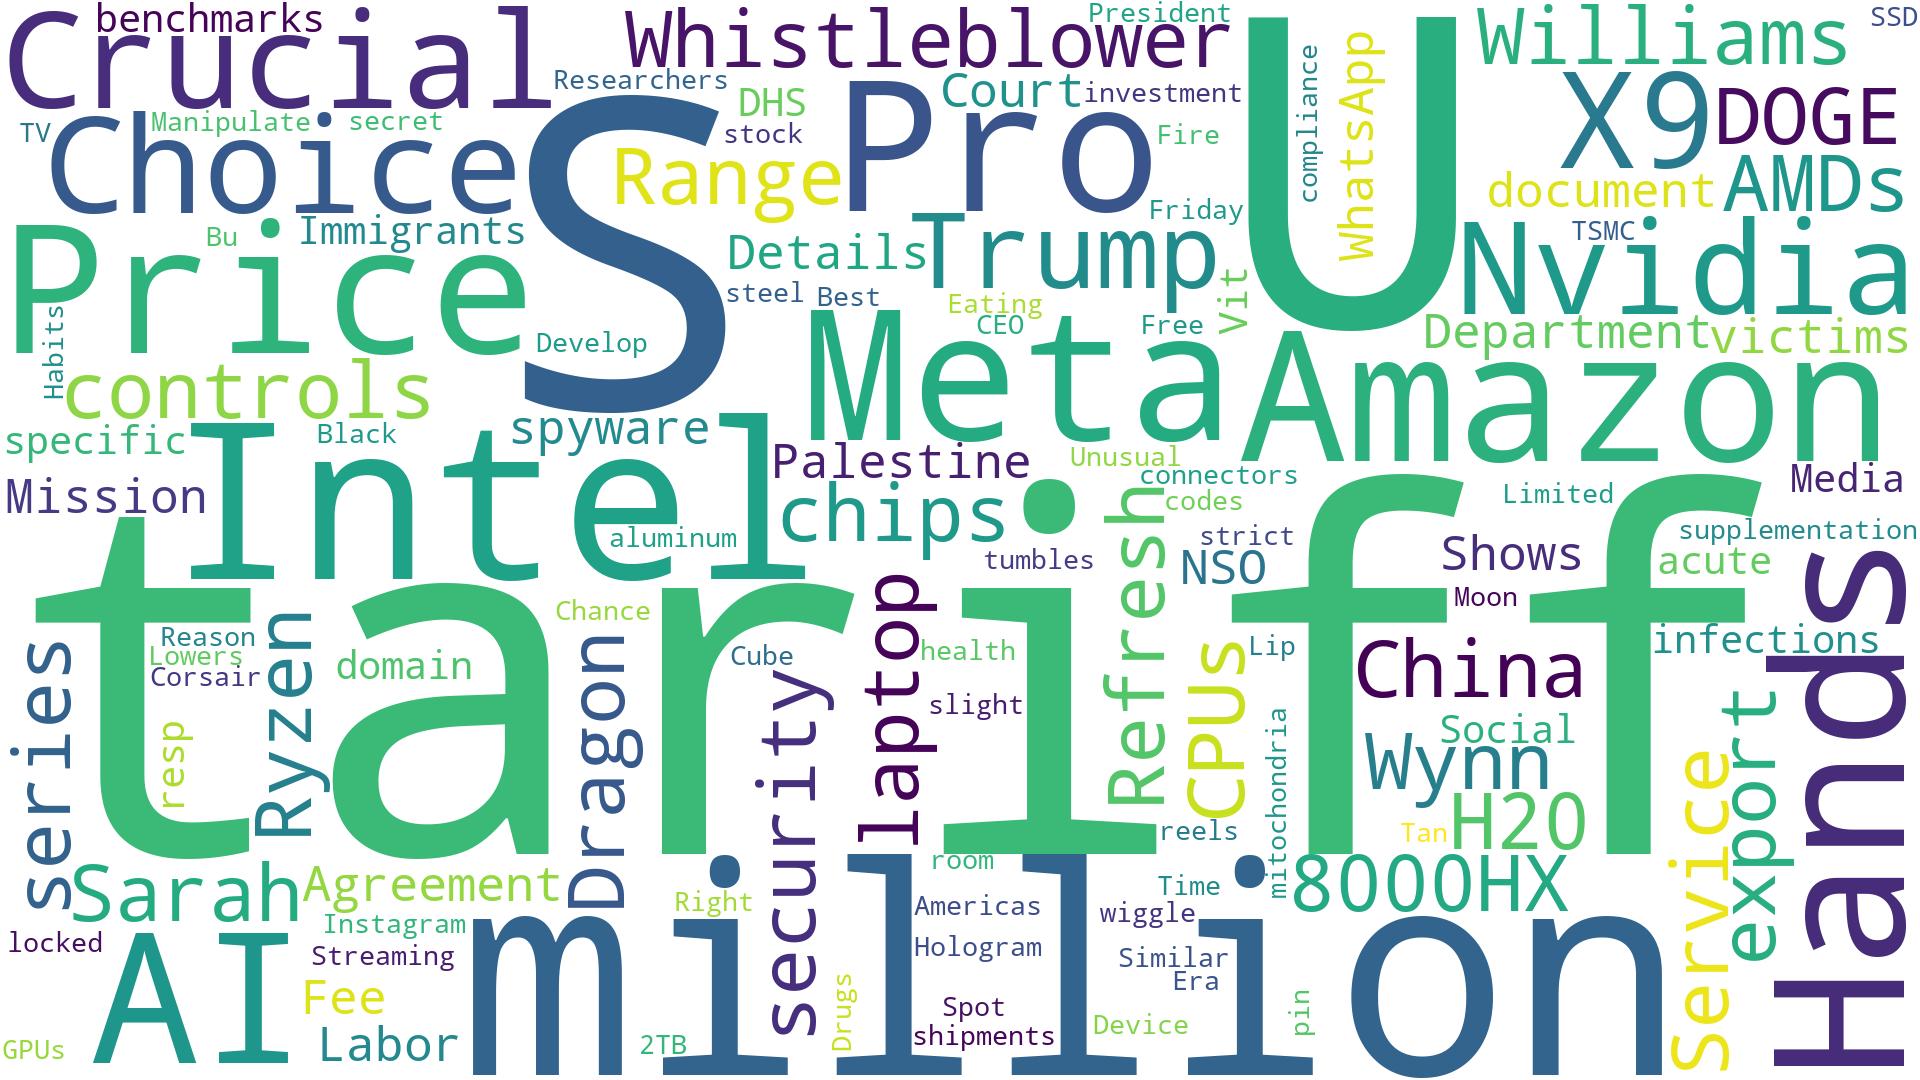 Crucial
benchmarks
Whistleblower
President
Williams
SSD
Researchers
DHS
Court
investment
compliance
WhatsApp
X9
DOGE
TV
Manipulate
secret
Choice
S
stock
Pro
Fire
U
document
AMDs
Range
Price
Bu
Immigrants
Details
Trump
Friday
Nvidia
TSMC
Habits
steel
Best
Eating
CEO
Free
Vit
Department
victims
Develop
Meta
Amazon
controls
specific
Black
spyware
Palestine
Unusual
connectors
codes
Limited
Media
Mission
Intel
aluminum
chips
tumbles
Refresh
strict
NSO
Shows
supplementation
acute
tariff
Chance
laptop
Moon
Hands
series
Reason
Lowers
Corsair
Ryzen
domain
Dragon
Cube
health
CPUs
Lip
China
infections
resp
security
slight
mitochondria
Social
Wynn
export
Service
reels
Tan
H20
Sarah
Agreement
room
Time
8000HX
Right
Americas
wiggle
locked
Instagram
Streaming
AI
million
Hologram
Similar
Era
Fee
Labor
GPUs
2TB
Drugs
Spot
shipments
Device
pin